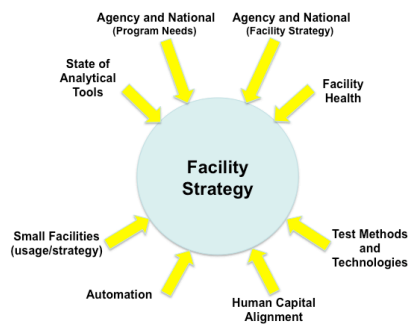 Agency and National
(Program Needs)
Agency and National
(Facility Strategy)
State of
Analytical
Tools
Facility
Health
Facility
Strategy
Small Facilities
(usage/strategy)
Test Methods
and
Technologies
Automation
Human Capital
Alignment